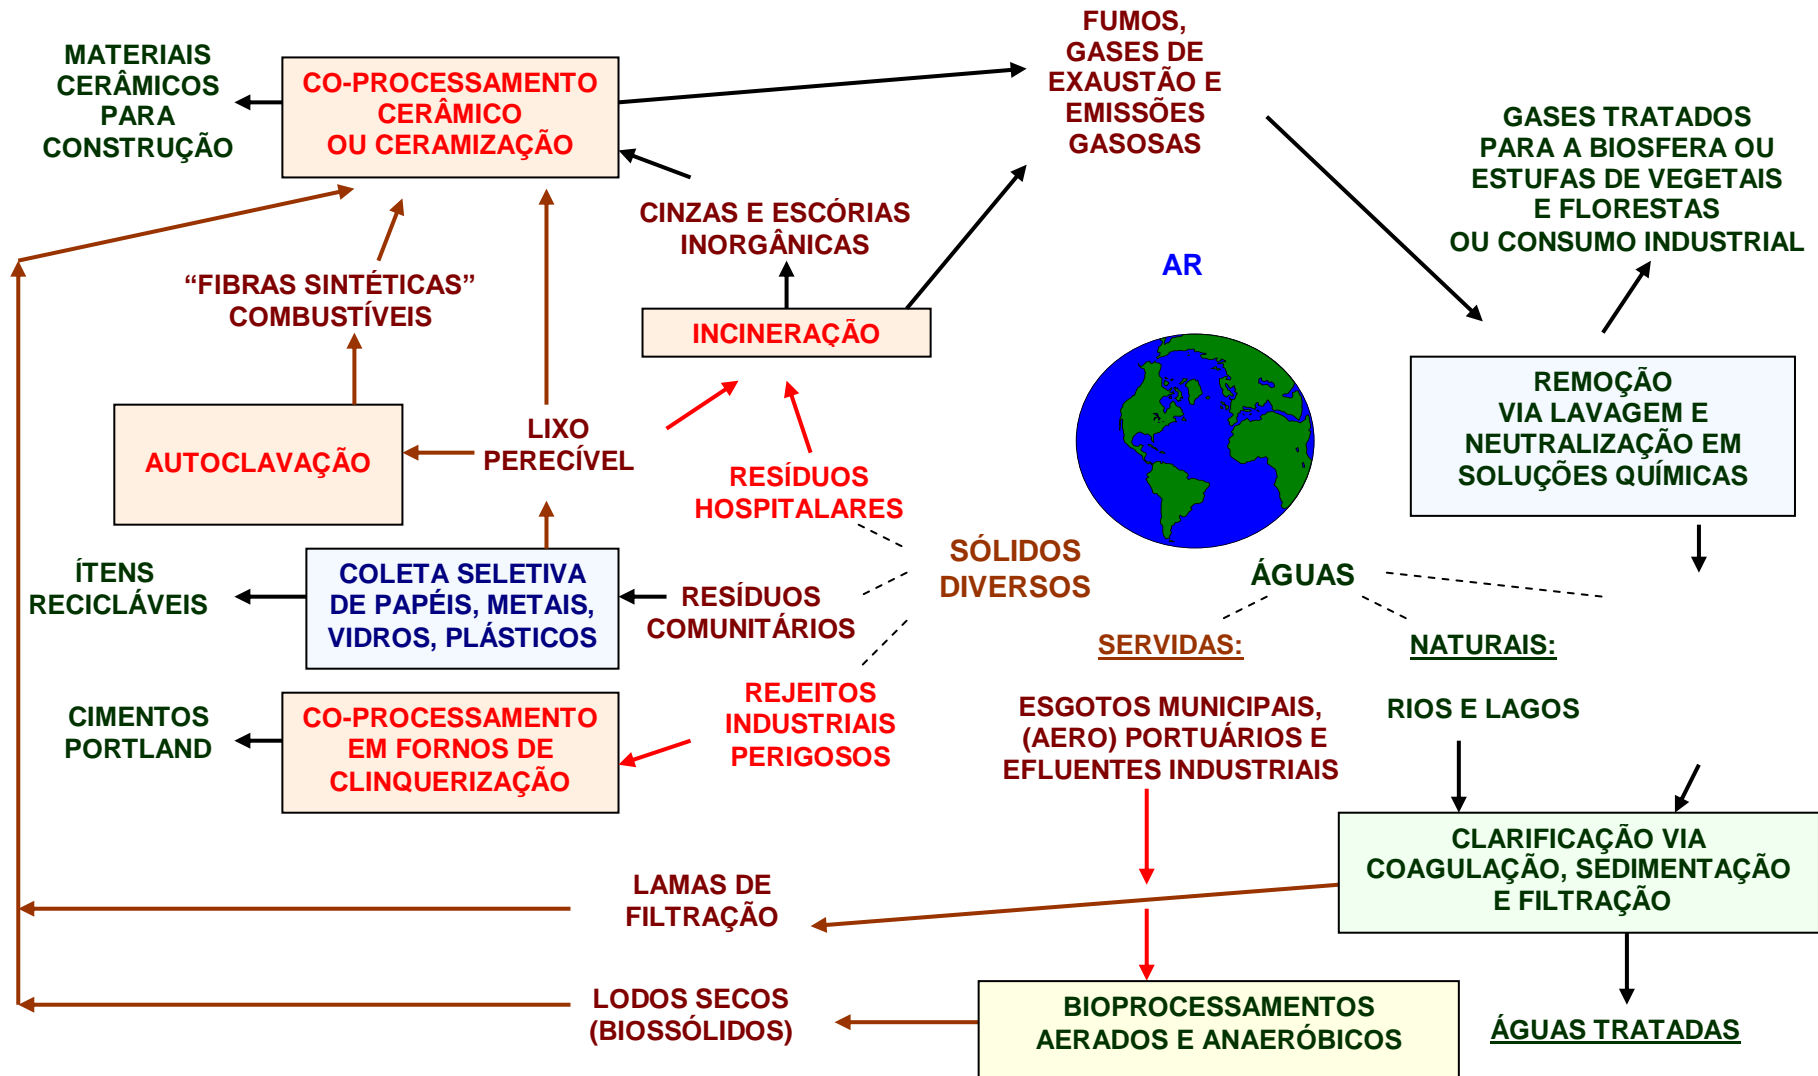 MATERIAIS
CERÂMICOS
PARA
CONSTRUÇÃO
CO-PROCESSAMENTO
CERÂMICO
OU CERAMIZAÇÃO
FUMOS,
GASES DE
EXAUSTÃO E
EMISSÕES
GASOSAS
GASES TRATADOS
PARA A BIOSFERA OU
ESTUFAS DE VEGETAIS
E FLORESTAS
OU CONSUMO INDUSTRIAL
CINZAS E ESCÓRIAS
INORGÂNICAS
AR
“FIBRAS SINTÉTICAS”
COMBUSTÍVEIS
INCINERAÇÃO
REMOÇÃO
VIA LAVAGEM E
NEUTRALIZAÇÃO EM
SOLUÇÕES QUÍMICAS
AUTOCLAVAÇÃO
LIXO
PERECÍVEL
RESÍDUOS
HOSPITALARES
SÓLIDOS
DIVERSOS
ÁGUAS
ÍTENS
RECICLÁVEIS
COLETA SELETIVA
DE PAPÉIS, METAIS,
VIDROS, PLÁSTICOS
RESÍDUOS
COMUNITÁRIOS
SERVIDAS:
NATURAIS:
CIMENTOS
PORTLAND
CO-PROCESSAMENTO
EM FORNOS DE
CLINQUERIZAÇÃO
REJEITOS
INDUSTRIAIS
PERIGOSOS
ESGOTOS MUNICIPAIS,
(AERO) PORTUÁRIOS E
EFLUENTES INDUSTRIAIS
RIOS E LAGOS
CLARIFICAÇÃO VIA
COAGULAÇÃO, SEDIMENTAÇÃO
E FILTRAÇÃO
LAMAS DE
FILTRAÇÃO
LODOS SECOS
(BIOSSÓLIDOS)
BIOPROCESSAMENTOS
AERADOS E ANAERÓBICOS
ÁGUAS TRATADAS